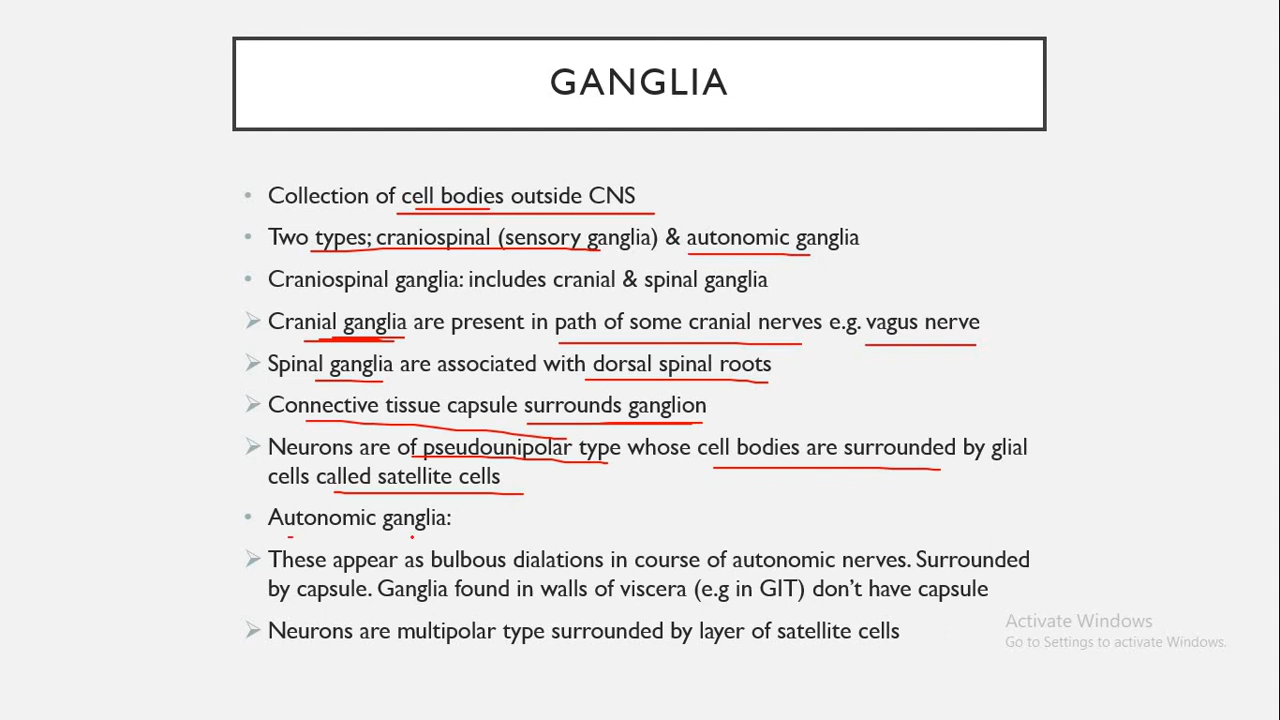 GANGLIA
• Collection of cell bodies outside CNS
• Two types; craniospinal (sensory ganglia) & autonomic ganglia
• Craniospinal ganglia: includes cranial & spinal ganglia
➢ Cranial ganglia are present in path of some cranial nerves e.g. vagus nerve
➢ Spinal ganglia are associated with dorsal spinal roots
➢ Connective tissue capsule surrounds ganglion
➢ Neurons are of pseudounipolar type whose cell bodies are surrounded by glial
cells called satellite cells
• Autonomic ganglia:
➢ These appear as bulbous dialations in course of autonomic nerves. Surrounded
by capsule. Ganglia found in walls of viscera (e.g in GIT) don't have capsule
➢ Neurons are multipolar type surrounded by layer of satellite cells
Activate Windows
Go to Settings to activate Windows.